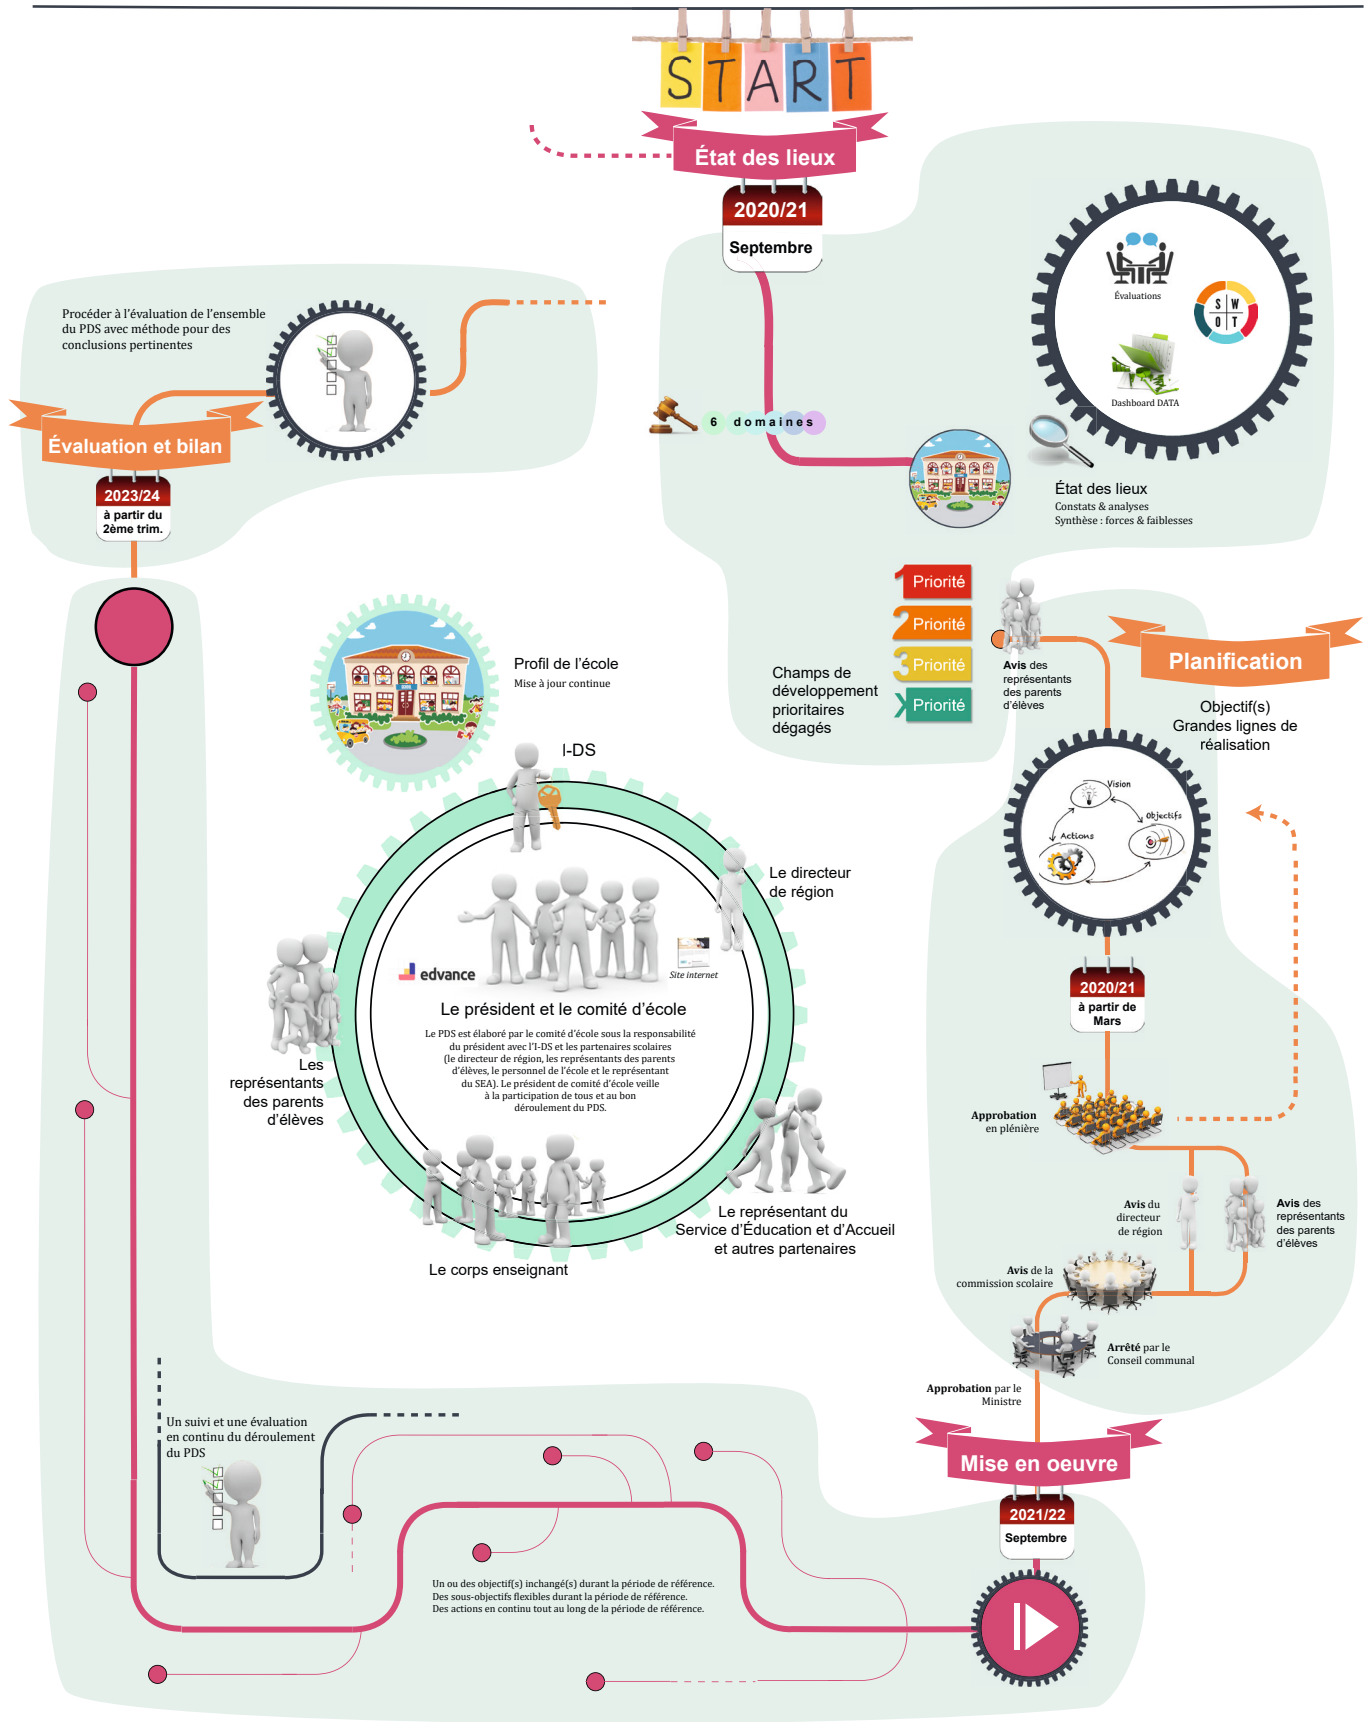 START
État des lieux
2020/21
Septembre
Évaluations
S W
O T
Dashboard DATA
6 domaines
État des lieux
Constats & analyses
Synthèse : forces & faiblesses
1 Priorité
2 Priorité
3 Priorité
X Priorité
Champs de
développement
prioritaires
dégagés
Avis des
représentants
des parents
d'élèves
Planification
Objectif(s)
Grandes lignes de
réalisation
Vision
Objectifs
Actions
2020/21
à partir de
Mars
Approbation
en plénière
Avis du
directeur
de région
Avis des
représentants
des parents
d'élèves
Avis de la
commission scolaire
Arrêté par le
Conseil communal
Approbation par le
Ministre
Mise en oeuvre
2021/22
Septembre
Un ou des objectif(s) inchangé(s) durant la période de référence.
Des sous-objectifs flexibles durant la période de référence.
Des actions en continu tout au long de la période de référence.
Un suivi et une évaluation
en continu du déroulement
du PDS
Évaluation et bilan
2023/24
à partir du
2ème trim.
Procéder à l'évaluation de l'ensemble
du PDS avec méthode pour des
conclusions pertinentes
Profil de l'école
Mise à jour continue
I-DS
Le directeur
de région
edvance
Site internet
Le président et le comité d'école
Le PDS est élaboré par le comité d'école sous la responsabilité
du président avec l'I-DS et les partenaires scolaires
(le directeur de région, les représentants des parents
d'élèves, le personnel de l'école et le représentant
du SEA). Le président de comité d'école veille
à la participation de tous et au bon
déroulement du PDS.
Les
représentants
des parents
d'élèves
Le représentant du
Service d'Éducation et d'Accueil
et autres partenaires
Le corps enseignant